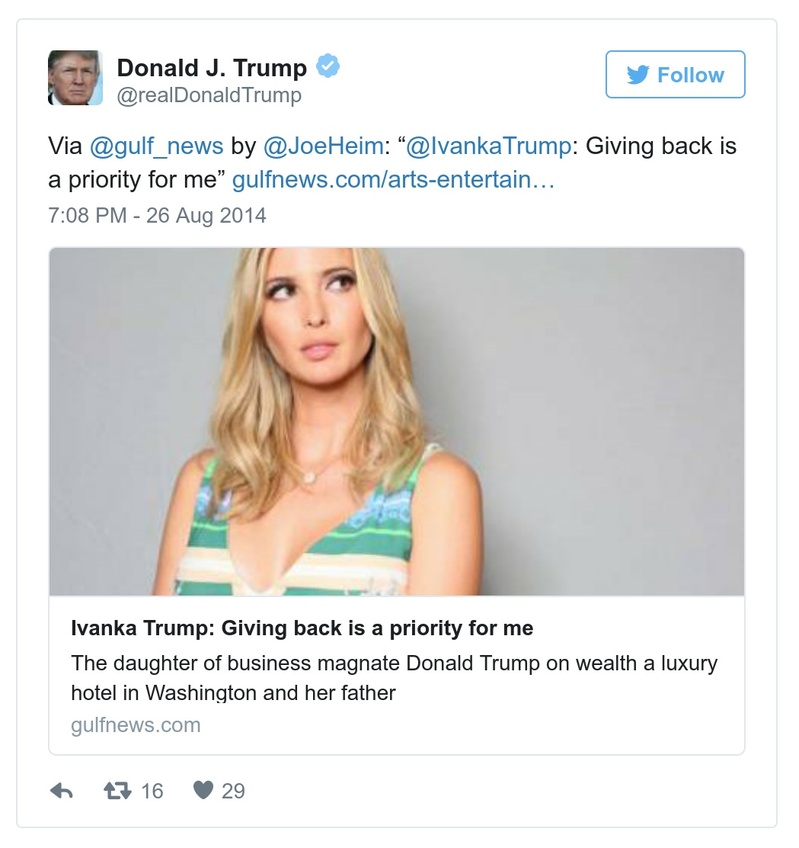 Donald J. Trump
@realDonaldTrump
Follow
Via @gulf_news by @JoeHeim: “@IvankaTrump: Giving back is
a priority for me” gulfnews.com/arts-entertain…
7:08 PM - 26 Aug 2014
Ivanka Trump: Giving back is a priority for me
The daughter of business magnate Donald Trump on wealth a luxury
hotel in Washington and her father
gulfnews.com
16 29